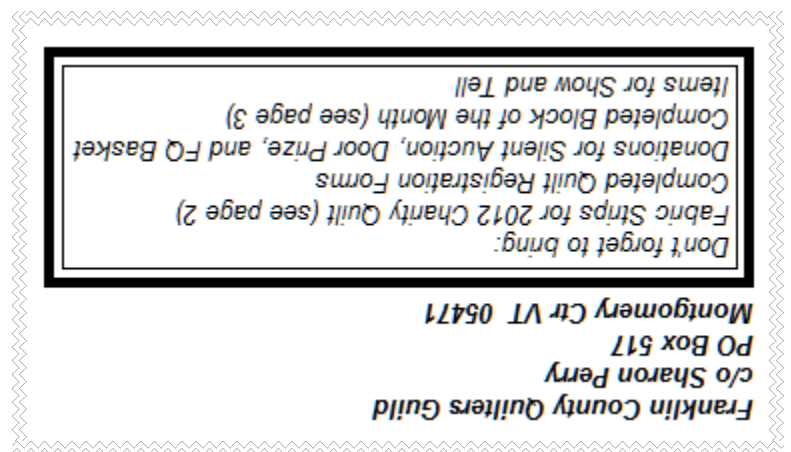 Franklin County Quilters Guild
c/o Sharon Perry
PO Box 517
Montgomery Ctr VT  05471
Don't forget to bring:
Fabric Strips for 2012 Charity Quilt (see page 2)
Completed Quilt Registration Forms
Donations for Silent Auction, Door Prize, and FQ Basket
Completed Block of the Month (see page 3)
Items for Show and Tell